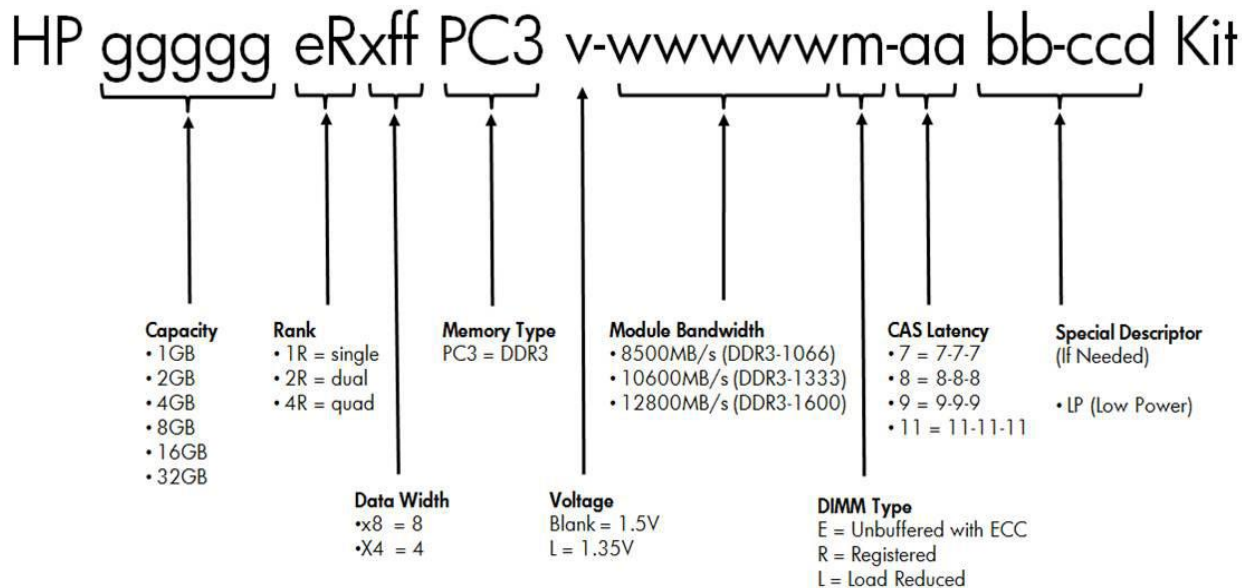 HP ggggg eRxff PC3 v-wwwwwm-aa bb-ccd Kit
Capacity
• 1GB
• 2GB
• 4GB
• 8GB
• 16GB
• 32GB
Rank
• 1R = single
• 2R = dual
• 4R = quad
Memory Type
PC3 = DDR3
Module Bandwidth
• 8500MB/s (DDR3-1066)
• 10600MB/s (DDR3-1333)
• 12800MB/s (DDR3-1600)
CAS Latency
• 7 = 7-7-7
• 8 = 8-8-8
• 9 = 9-9-9
• 11 = 11-11-11
Special Descriptor
(If Needed)
• LP (Low Power)
Data Width
•x8 = 8
•X4 = 4
Voltage
Blank = 1.5V
L = 1.35V
DIMM Type
E = Unbuffered with ECC
R = Registered
L = Load Reduced